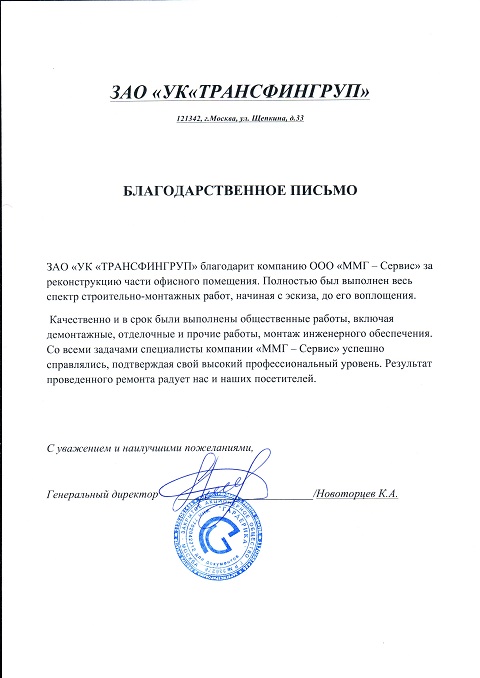 ЗАО «УК«ТРАНСФИНГРУП»
121342, г.Москва, ул. Щепкина, д.33
БЛАГОДАРСТВЕННОЕ ПИСЬМО
ЗАО «УК «ТРАНСФИНГРУП» благодарит компанию ООО «ММГ – Сервис» за
реконструкцию части офисного помещения. Полностью был выполнен весь
спектр строительно-монтажных работ, начиная с эскиза, до его воплощения.
Качественно и в срок были выполнены общественные работы, включая
демонтажные, отделочные и прочие работы, монтаж инженерного обеспечения.
Со всеми задачами специалисты компании «ММГ – Сервис» успешно
справлялись, подтверждая свой высокий профессиональный уровень. Результат
проведенного ремонта радует нас и наших посетителей.
С уважением и наилучшими пожеланиями,
Генеральный директор /Новоторцев К.А.
для документов